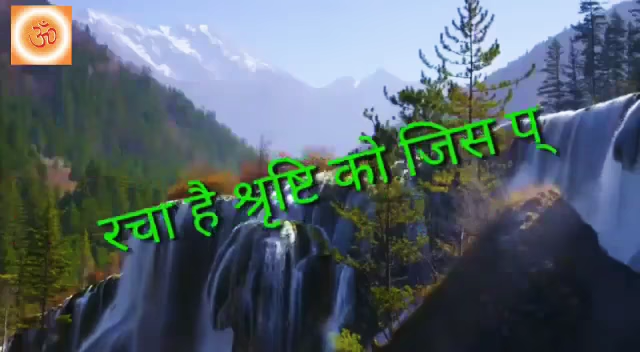 ॐ
रचा है श्रृष्टि को जिस प्